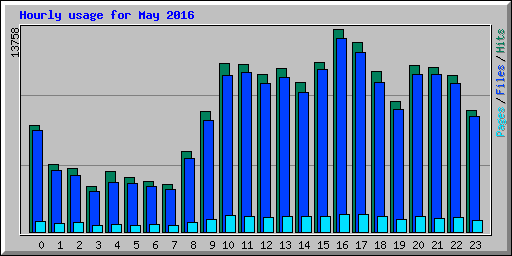 Hourly usage for May 2016
13758
Pages / Files / Hits
0 1 2 3 4 5 6 7 8 9 10 11 12 13 14 15 16 17 18 19 20 21 22 23